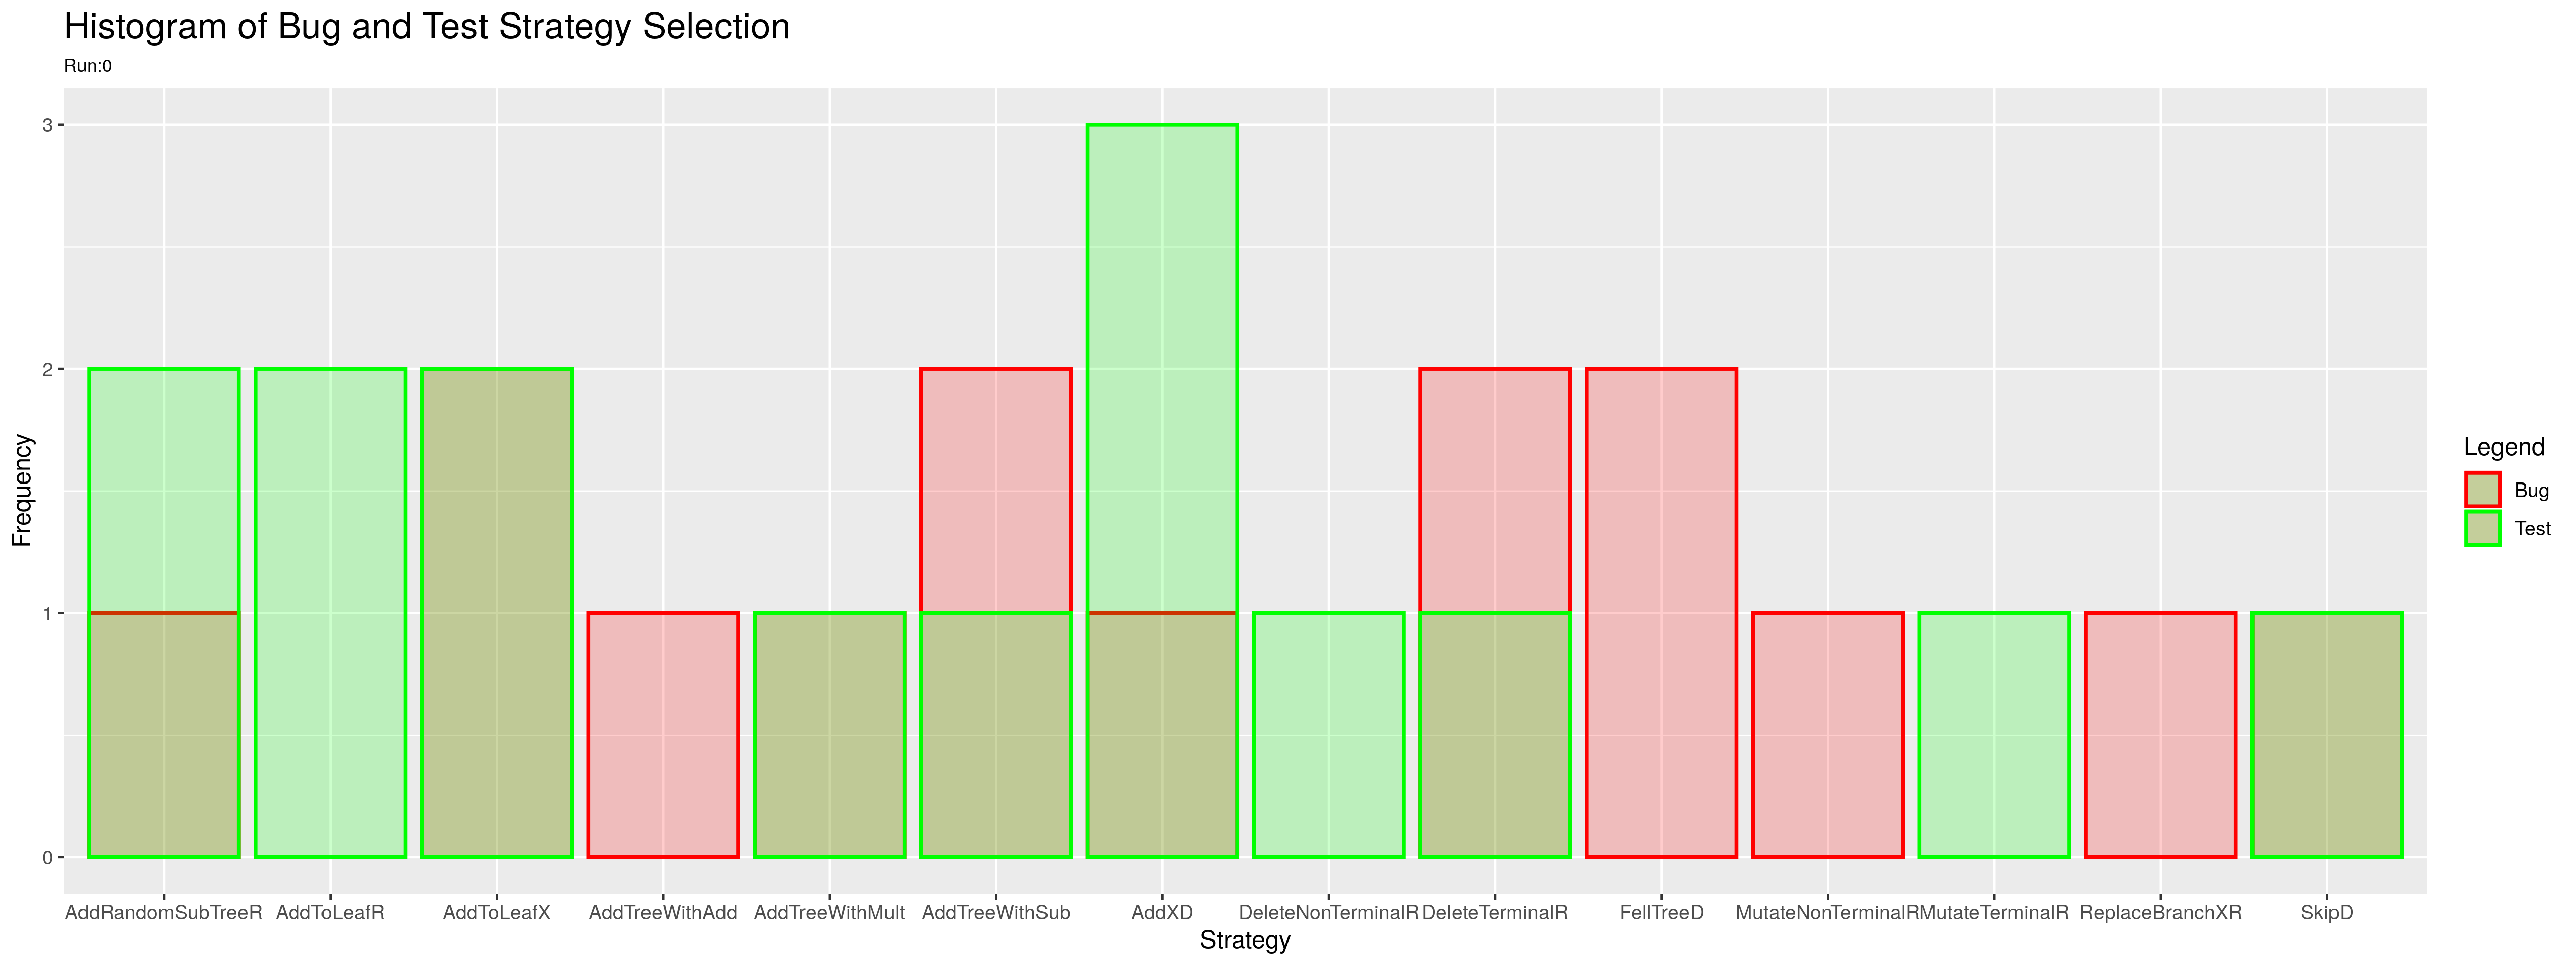 Histogram of Bug and Test Strategy Selection
Run:0
Frequency
3
2
1
0
AddRandomSubTreeR AddToLeafR AddToLeafX AddTreeWithAdd AddTreeWithMult AddTreeWithSub AddXD DeleteNonTerminalR DeleteTerminalR FellTreeD MutateNonTerminalR MutateTerminalR ReplaceBranchXR SkipD
Strategy
Legend
Bug
Test